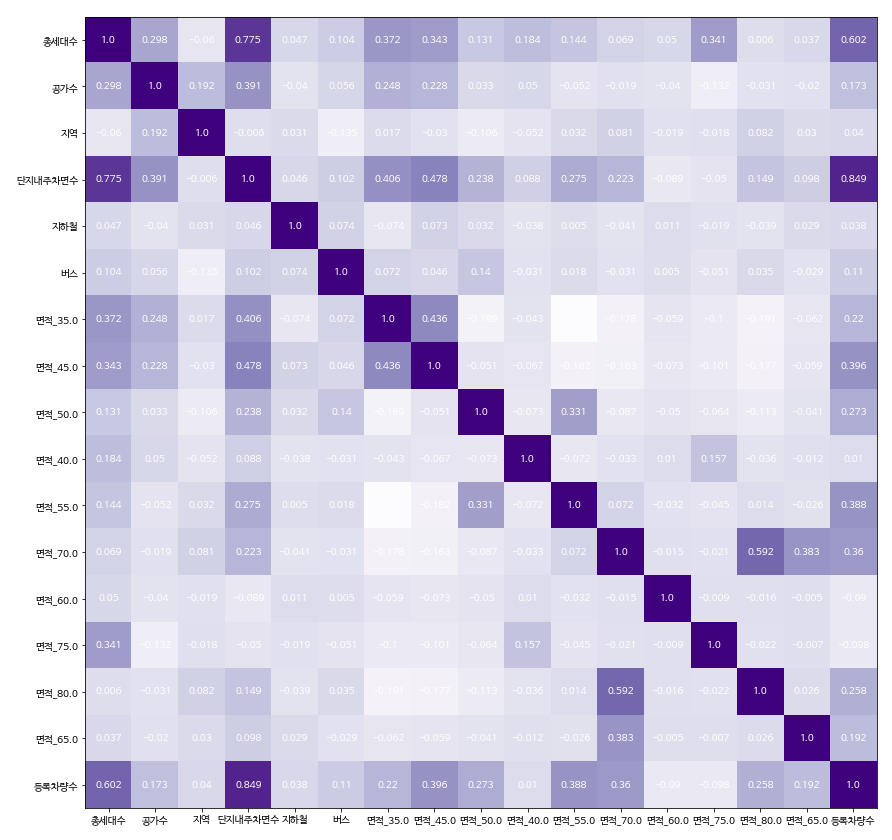 총세대수 1.0 0.298 −0.06 0.775 0.047 0.104 0.372 0.343 0.131 0.184 0.144 0.069 0.05 0.341 0.006 0.037 0.602
공가수 0.298 1.0 0.192 0.391 −0.04 0.056 0.248 0.228 0.033 0.05 −0.052 −0.019 −0.04 −0.132 −0.031 −0.02 0.173
지역 −0.06 0.192 1.0 −0.006 0.031 −0.135 0.017 −0.03 −0.106 −0.052 0.032 0.081 −0.019 −0.018 0.082 0.03 0.04
단지내주차면수 0.775 0.391 −0.006 1.0 0.046 0.102 0.406 0.478 0.238 0.088 0.275 0.223 −0.089 −0.05 0.149 0.098 0.849
지하철 0.047 −0.04 0.031 0.046 1.0 0.074 −0.074 0.073 0.032 −0.038 0.005 −0.041 0.011 −0.019 −0.039 0.029 0.038
버스 0.104 0.056 −0.135 0.102 0.074 1.0 0.072 0.046 0.14 −0.031 0.018 −0.031 0.005 −0.051 0.035 −0.029 0.11
면적_35.0 0.372 0.248 0.017 0.406 −0.074 0.072 1.0 0.436 −0.043 −0.178 −0.059 −0.1 −0.191 −0.062 0.22
면적_45.0 0.343 0.228 −0.03 0.478 0.073 0.046 0.436 1.0 −0.051 −0.067 −0.182 −0.163 −0.073 −0.101 −0.177 −0.059 0.396
면적_50.0 0.131 0.033 −0.106 0.238 0.032 0.14 −0.051 1.0 −0.073 0.331 −0.087 −0.05 −0.064 −0.113 −0.041 0.273
면적_40.0 0.184 0.05 −0.052 0.088 −0.038 −0.031 −0.043 −0.067 −0.073 1.0 −0.072 −0.033 0.01 0.157 −0.036 −0.012 0.01
면적_55.0 0.144 −0.052 0.032 0.275 0.005 0.018 −0.182 0.331 −0.072 1.0 0.072 −0.032 −0.045 0.014 −0.026 0.388
면적_70.0 0.069 −0.019 0.081 0.223 −0.041 −0.031 −0.178 −0.163 −0.087 −0.033 0.072 1.0 −0.015 −0.021 0.592 0.383 0.36
면적_60.0 0.05 −0.04 −0.019 −0.089 0.011 0.005 −0.059 −0.073 −0.05 0.01 −0.032 −0.015 1.0 −0.009 −0.016 −0.005 −0.09
면적_75.0 0.341 −0.132 −0.018 −0.05 −0.019 −0.051 −0.1 −0.101 −0.064 0.157 −0.045 −0.021 −0.009 1.0 −0.022 −0.007 −0.098
면적_80.0 0.006 −0.031 0.082 0.149 −0.039 0.035 −0.191 −0.177 −0.113 −0.036 0.014 0.592 −0.016 −0.022 1.0 0.026 0.258
면적_65.0 0.037 −0.02 0.03 0.098 0.029 −0.029 −0.062 −0.059 −0.041 −0.012 −0.026 0.383 −0.005 −0.007 0.026 1.0 0.192
등록차량수 0.602 0.173 0.04 0.849 0.038 0.11 0.22 0.396 0.273 0.01 0.388 0.36 −0.09 −0.098 0.258 0.192 1.0
총세대수 공가수 지역 단지내주차면수 지하철 버스 면적_35.0 면적_45.0 면적_50.0 면적_40.0 면적_55.0 면적_70.0 면적_60.0 면적_75.0 면적_80.0 면적_65.0 등록차량수